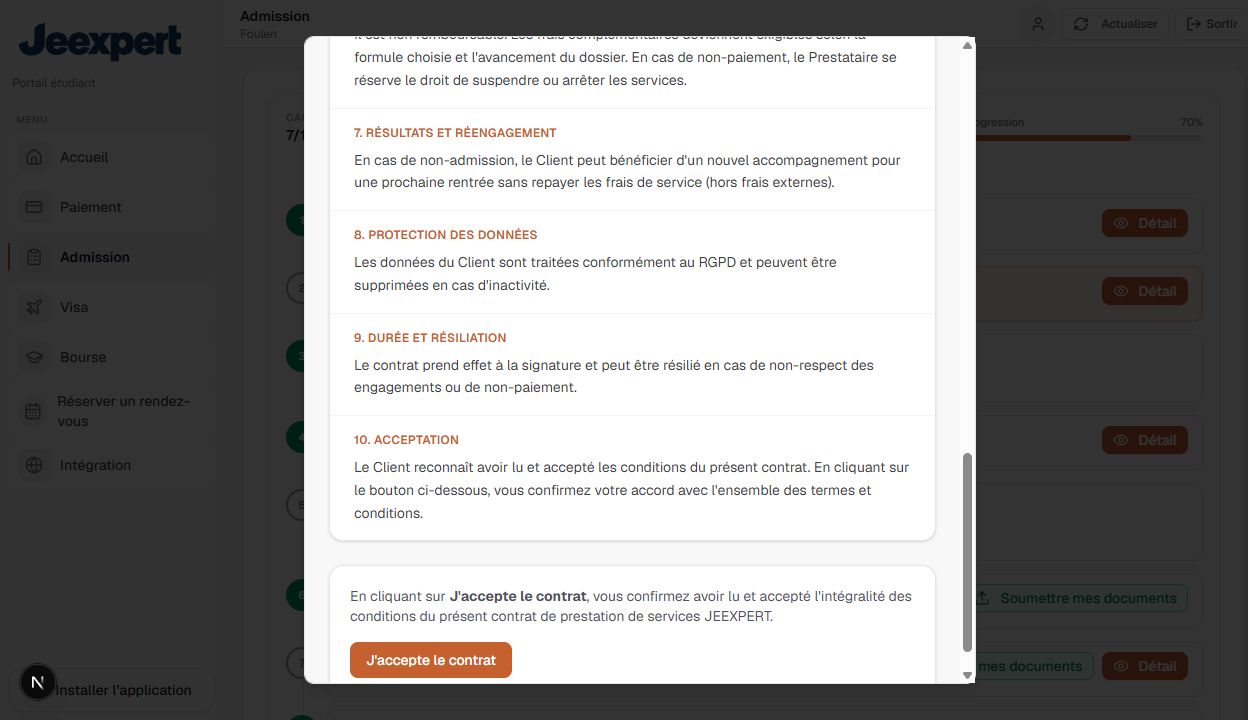 Jeexpert
Portail étudiant
MENU
Accueil
Paiement
Admission
Visa
Bourse
Réserver un rendez-
vous
Intégration
N
Installer l'application
Admission
Foulen
Actualiser
Sortir
7/1
70%
Détail
Détail
Détail
Soumettre mes documents
mes documents
Détail
formule choisie et l'avancement du dossier. En cas de non-paiement, le Prestataire se
réserve le droit de suspendre ou arrêter les services.
7. RÉSULTATS ET RÉENGAGEMENT
En cas de non-admission, le Client peut bénéficier d'un nouvel accompagnement pour
une prochaine rentrée sans repayer les frais de service (hors frais externes).
8. PROTECTION DES DONNÉES
Les données du Client sont traitées conformément au RGPD et peuvent être
supprimées en cas d'inactivité.
9. DURÉE ET RÉSILIATION
Le contrat prend effet à la signature et peut être résilié en cas de non-respect des
engagements ou de non-paiement.
10. ACCEPTATION
Le Client reconnaît avoir lu et accepté les conditions du présent contrat. En cliquant sur
le bouton ci-dessous, vous confirmez votre accord avec l'ensemble des termes et
conditions.
En cliquant sur J'accepte le contrat, vous confirmez avoir lu et accepté l'intégralité des
conditions du présent contrat de prestation de services JEEXPERT.
J'accepte le contrat